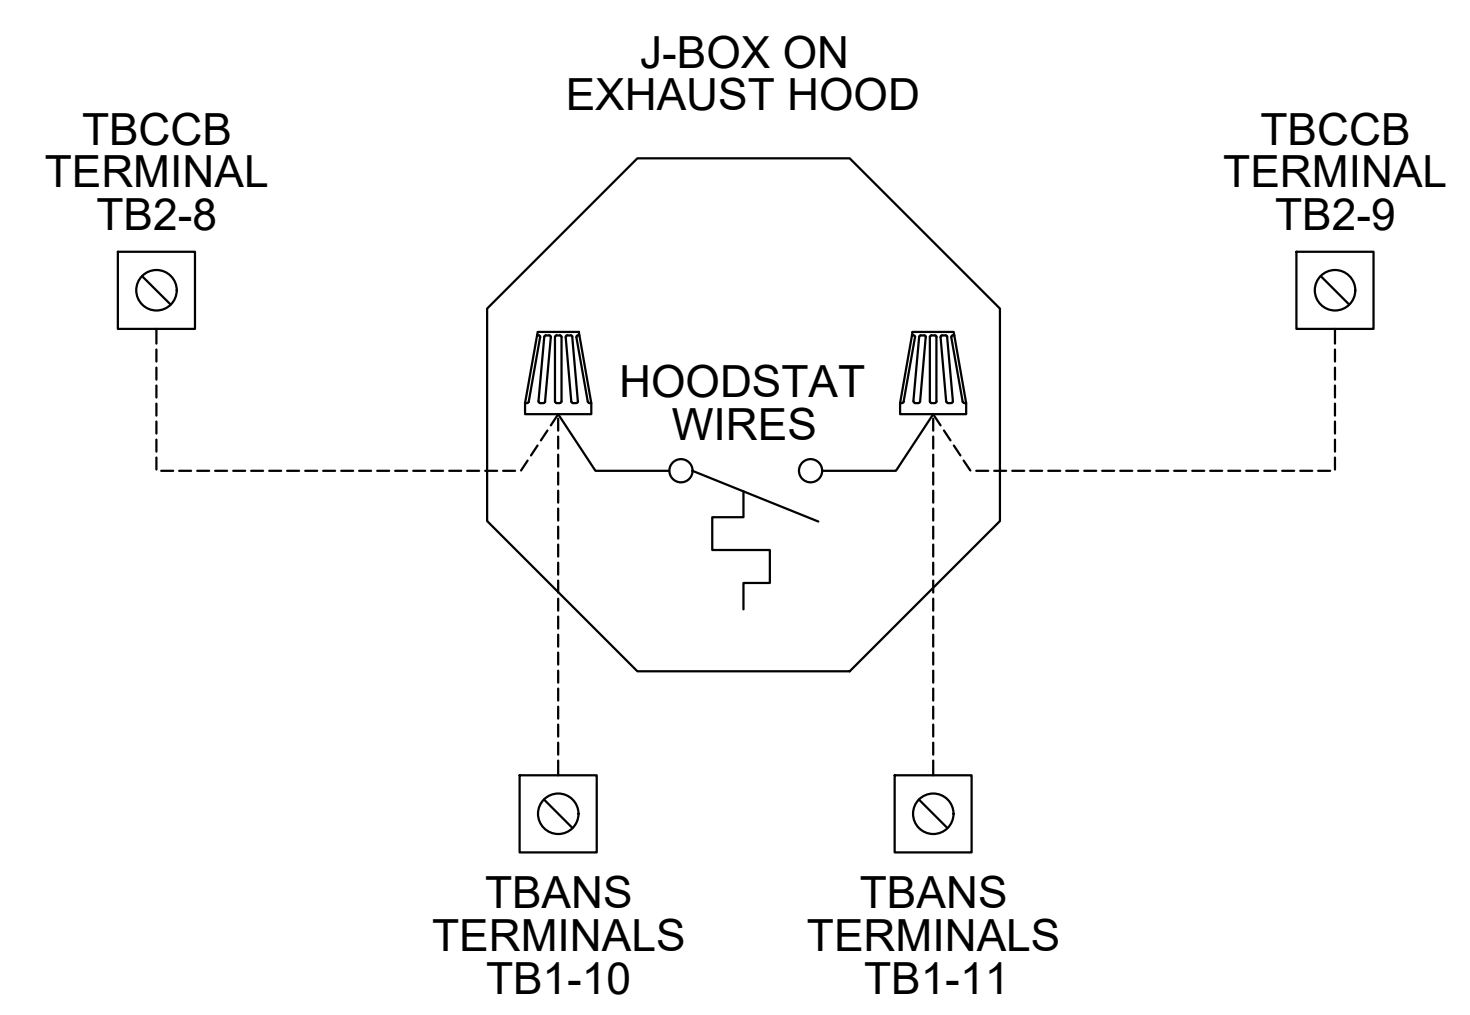 J-BOX ON
EXHAUST HOOD
TBCCB
TERMINAL
TB2-8
TBCCB
TERMINAL
TB2-9
HOODSTAT
WIRES
TBANS
TERMINALS
TB1-10
TBANS
TERMINALS
TB1-11